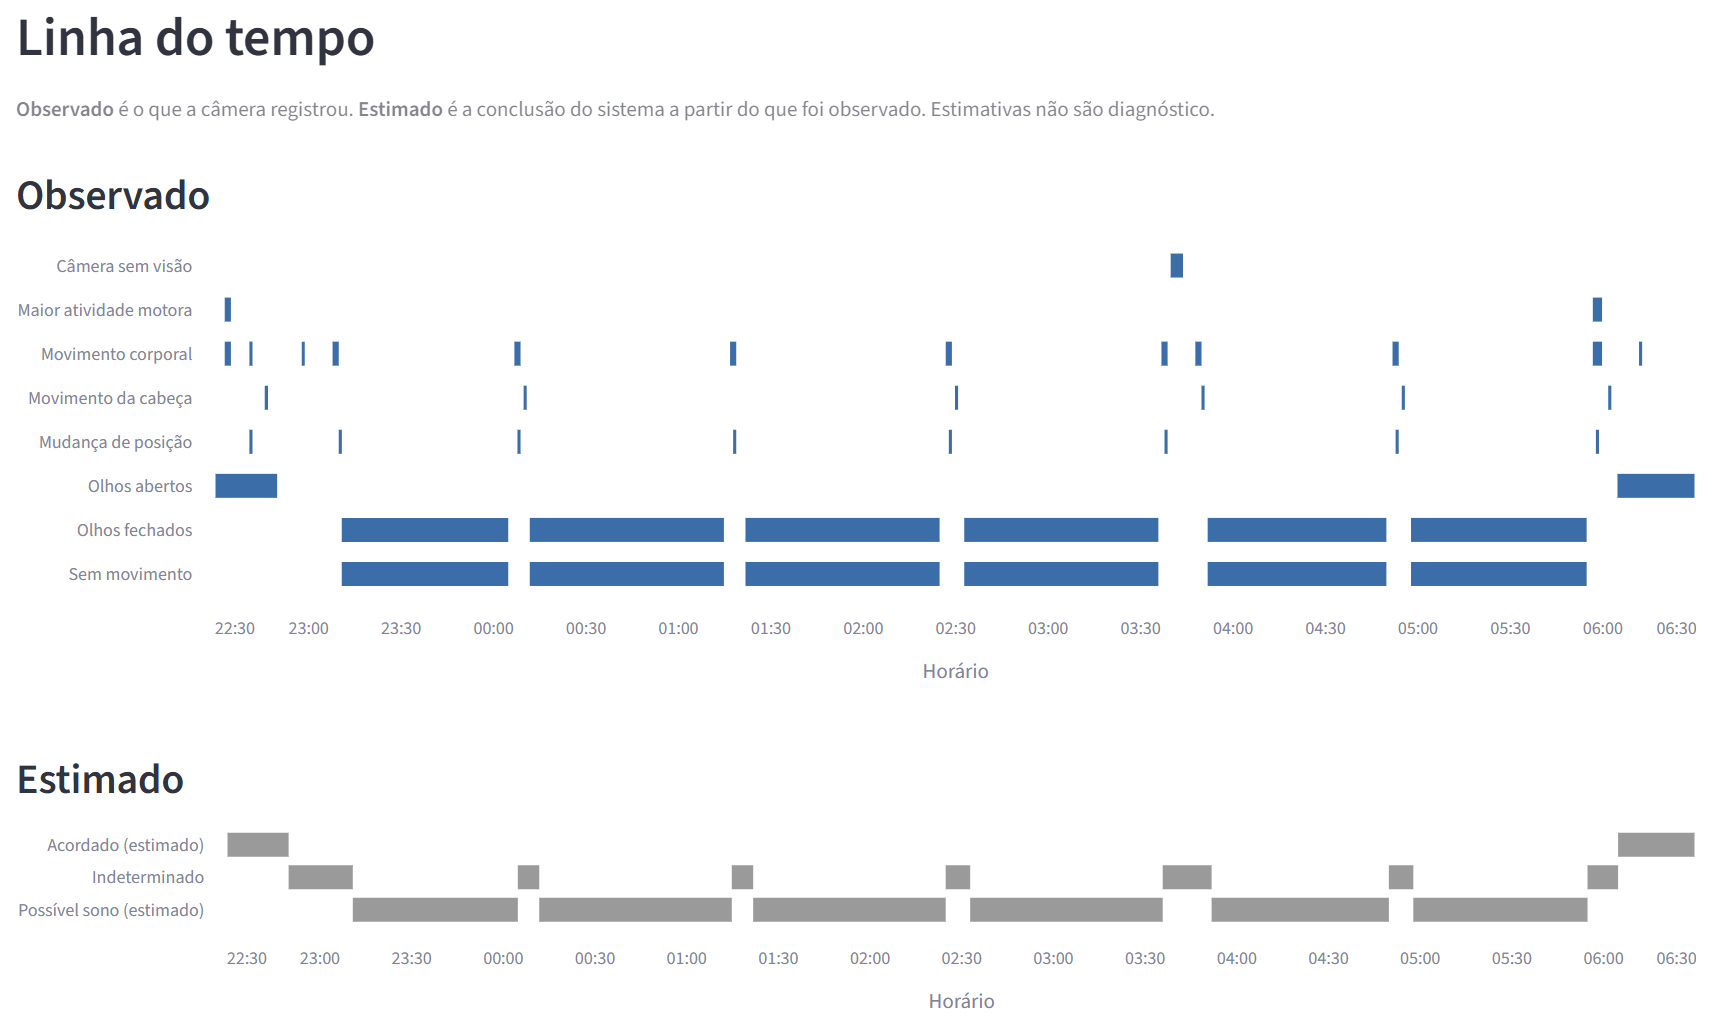 Linha do tempo
Observado é o que a câmera registrou. Estimado é a conclusão do sistema a partir do que foi observado. Estimativas não são diagnóstico.
Observado
Câmera sem visão
Maior atividade motora
Movimento corporal
Movimento da cabeça
Mudança de posição
Olhos abertos
Olhos fechados
Sem movimento
22:30 23:00 23:30 00:00 00:30 01:00 01:30 02:00 02:30 03:00 03:30 04:00 04:30 05:00 05:30 06:00 06:30
Horário
Estimado
Acordado (estimado)
Indeterminado
Possível sono (estimado)
22:30 23:00 23:30 00:00 00:30 01:00 01:30 02:00 02:30 03:00 03:30 04:00 04:30 05:00 05:30 06:00 06:30
Horário